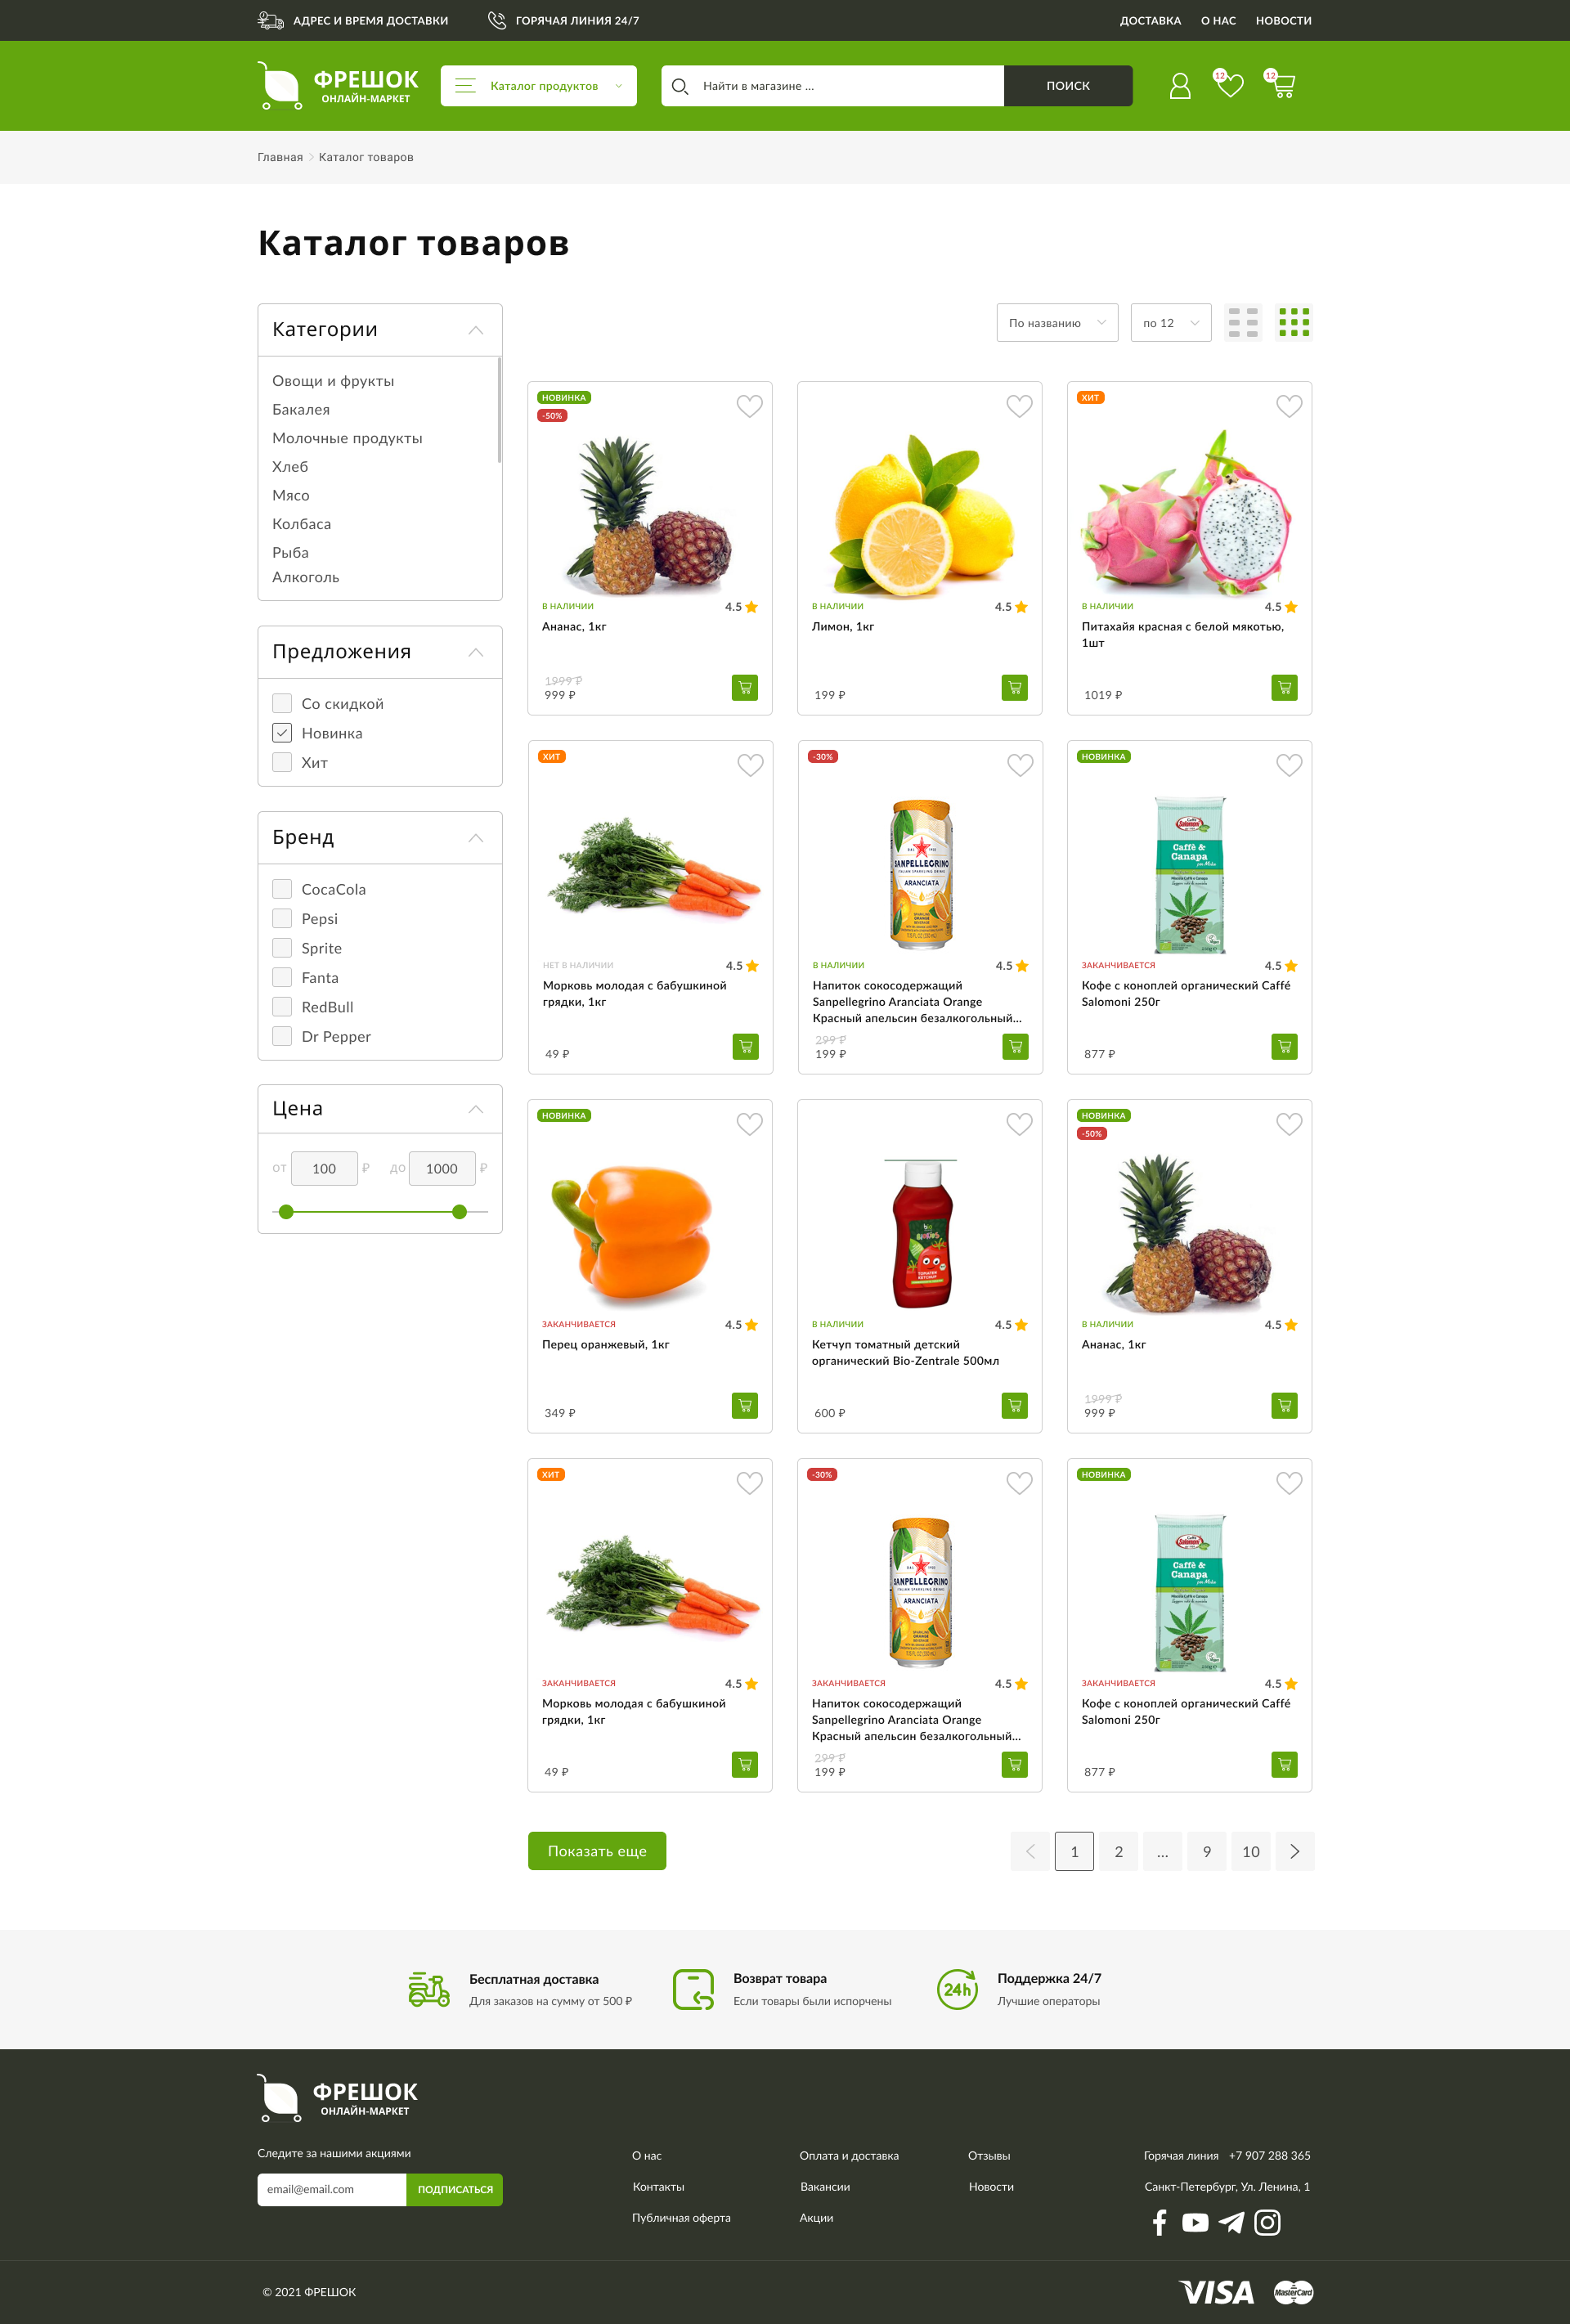 АДРЕС И ВРЕМЯ ДОСТАВКИ
ГОРЯЧАЯ ЛИНИЯ 24/7
ДОСТАВКА
О НАС
НОВОСТИ
ФРЕШОК
ОНЛАЙН-МАРКЕТ
Каталог продуктов
Найти в магазине ...
ПОИСК
12
12
Главная
Каталог товаров
Каталог товаров
Категории
Овощи и фрукты
Бакалея
Молочные продукты
Хлеб
Мясо
Колбаса
Рыба
Алкоголь
Предложения
Со скидкой
Новинка
Хит
Бренд
CocaCola
Pepsi
Sprite
Fanta
RedBull
Dr Pepper
Цена
от 100 ₽ до 1000 ₽
По названию
по 12
НОВИНКА
-50%
В НАЛИЧИИ
4.5
Ананас, 1кг
1999 ₽
999 ₽
В НАЛИЧИИ
4.5
Лимон, 1кг
199 ₽
ХИТ
В НАЛИЧИИ
4.5
Питахайя красная с белой мякотью,
1шт
1019 ₽
ХИТ
НЕТ В НАЛИЧИИ
4.5
Морковь молодая с бабушкиной
грядки, 1кг
49 ₽
-30%
SANPELLEGRINO
ARANCIATA
В НАЛИЧИИ
4.5
Напиток сокосодержащий
Sanpellegrino Aranciata Orange
Красный апельсин безалкогольный...
299 ₽
199 ₽
НОВИНКА
Salomoni
Caffè &
Canapa
ЗАКАНЧИВАЕТСЯ
4.5
Кофе с коноплей органический Caffé
Salomoni 250г
877 ₽
НОВИНКА
ЗАКАНЧИВАЕТСЯ
4.5
Перец оранжевый, 1кг
349 ₽
TOMATEN
KETCHUP
В НАЛИЧИИ
4.5
Кетчуп томатный детский
органический Bio-Zentrale 500мл
600 ₽
НОВИНКА
-50%
В НАЛИЧИИ
4.5
Ананас, 1кг
1999 ₽
999 ₽
ХИТ
ЗАКАНЧИВАЕТСЯ
4.5
Морковь молодая с бабушкиной
грядки, 1кг
49 ₽
-30%
SANPELLEGRINO
ARANCIATA
ЗАКАНЧИВАЕТСЯ
4.5
Напиток сокосодержащий
Sanpellegrino Aranciata Orange
Красный апельсин безалкогольный...
299 ₽
199 ₽
НОВИНКА
Salomoni
Caffè &
Canapa
ЗАКАНЧИВАЕТСЯ
4.5
Кофе с коноплей органический Caffé
Salomoni 250г
877 ₽
Показать еще
1
2
...
9
10
Бесплатная доставка
Для заказов на сумму от 500 ₽
Возврат товара
Если товары были испорчены
24h
Поддержка 24/7
Лучшие операторы
ФРЕШОК
ОНЛАЙН-МАРКЕТ
Следите за нашими акциями
email@email.com
ПОДПИСАТЬСЯ
О нас
Контакты
Публичная оферта
Оплата и доставка
Вакансии
Акции
Отзывы
Новости
Горячая линия +7 907 288 365
Санкт-Петербург, Ул. Ленина, 1
© 2021 ФРЕШОК
VISA
MasterCard